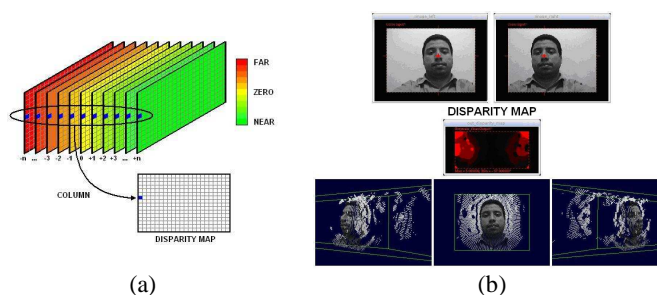 FAR
ZERO
NEAR
-n ... -3 -2 -1 0 +1 +2 +3 ... +n
COLUMN
DISPARITY MAP
(a)
DISPARITY MAP
(b)